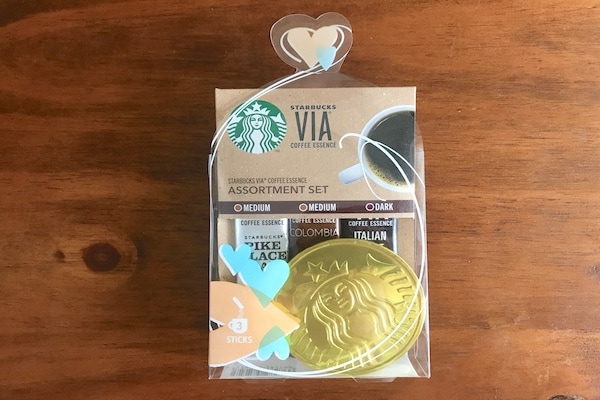 STARBUCKS
VIA®
COFFEE ESSENCE
STARBUCKS VIA® COFFEE ESSENCE
ASSORTMENT SET
MEDIUM MEDIUM DARK
COFFEE ESSENCE COFFEE ESSENCE COFFEE ESSENCE
STARBUCKS®
PIKE
PLACE
COLOMBIA
ITALIAN
3
STICKS